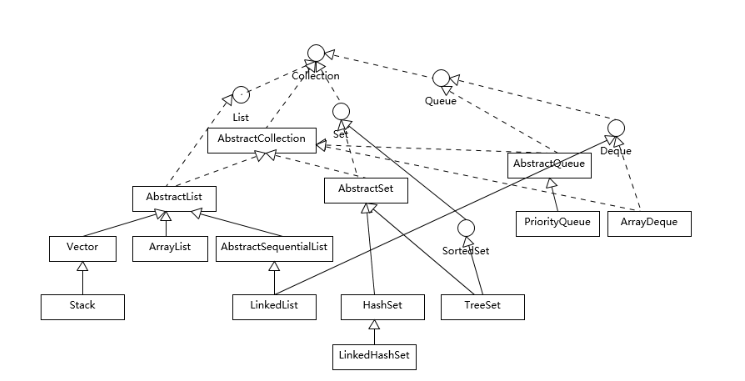 Collection
Queue
List
Set
Deque
AbstractCollection
AbstractQueue
AbstractList
AbstractSet
PriorityQueue
ArrayDeque
Vector
ArrayList
AbstractSequentialList
SortedSet
Stack
LinkedList
HashSet
TreeSet
LinkedHashSet